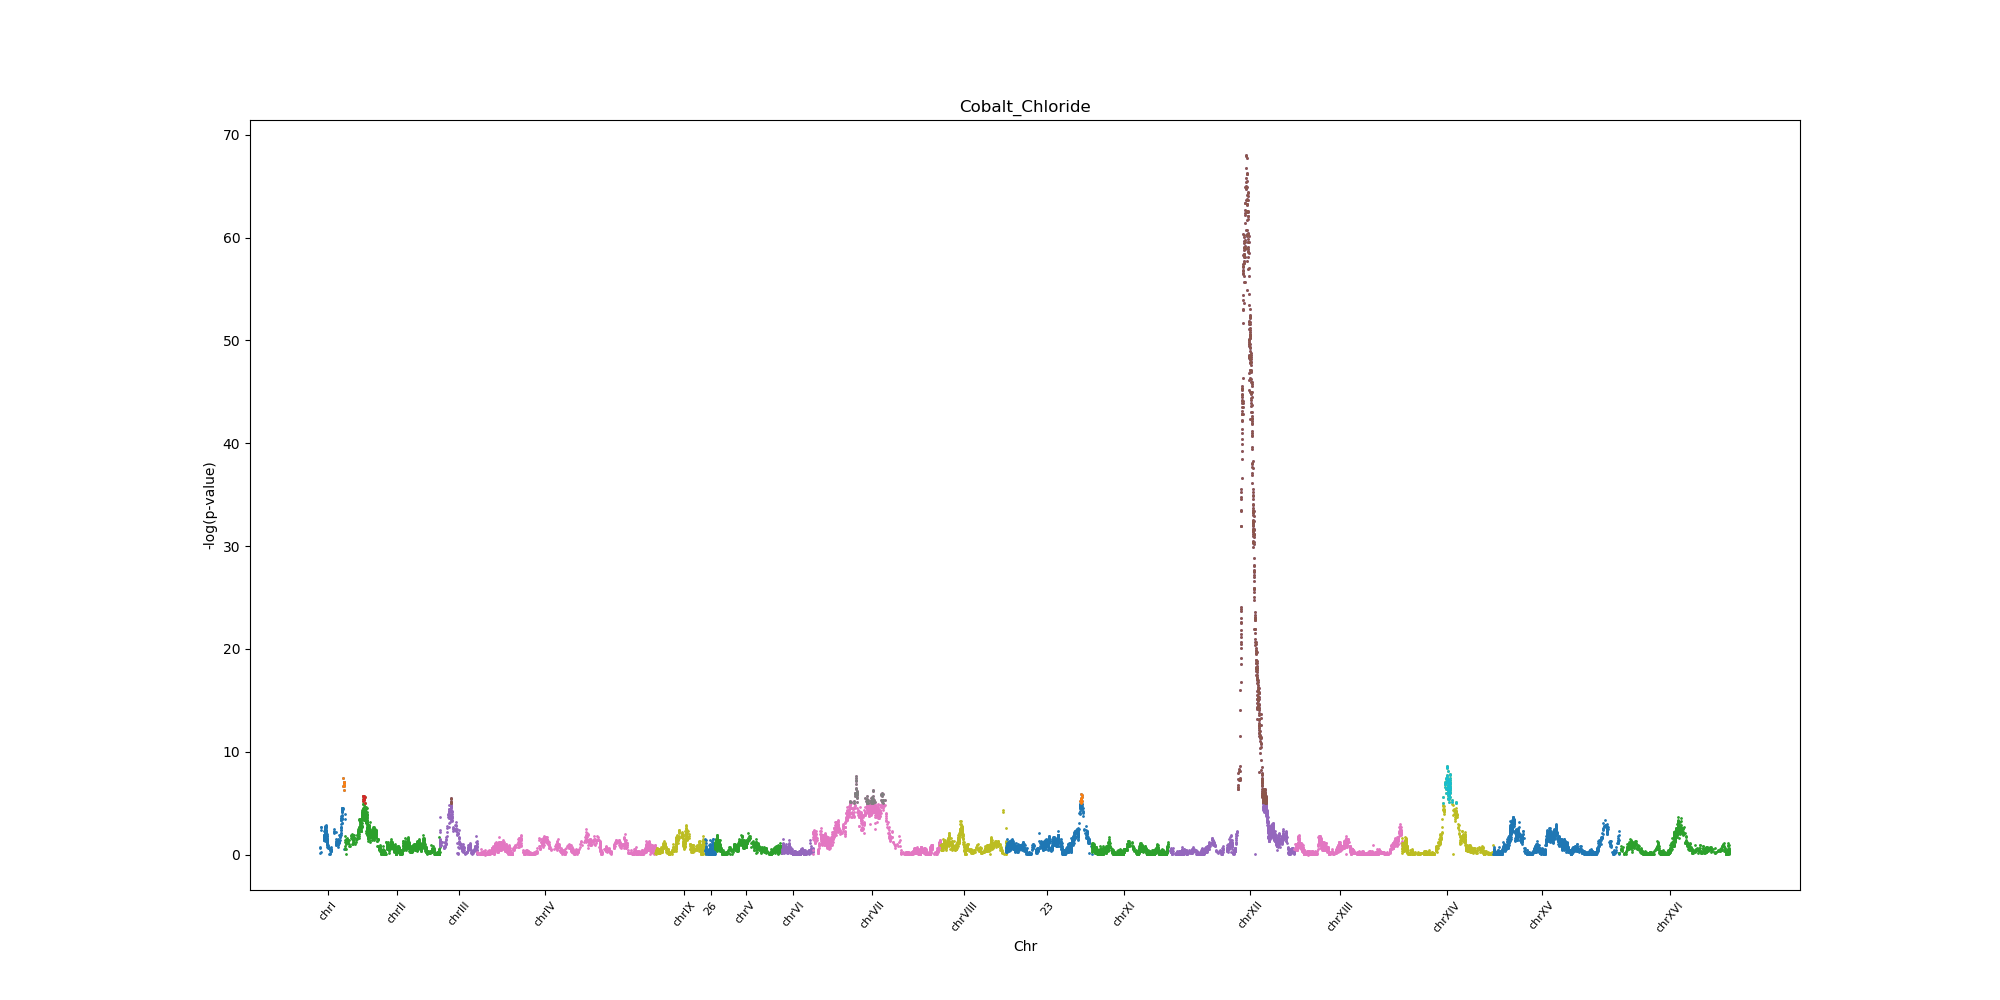 Cobalt_Chloride
70
60
50
40
30
20
10
0
-log(p-value)
chrI
chrII
chrIII
chrIV
chrIX
26
chrV
chrVI
chrVII
chrVIII
23
chrXI
chrXII
chrXIII
chrXIV
chrXV
chrXVI
Chr